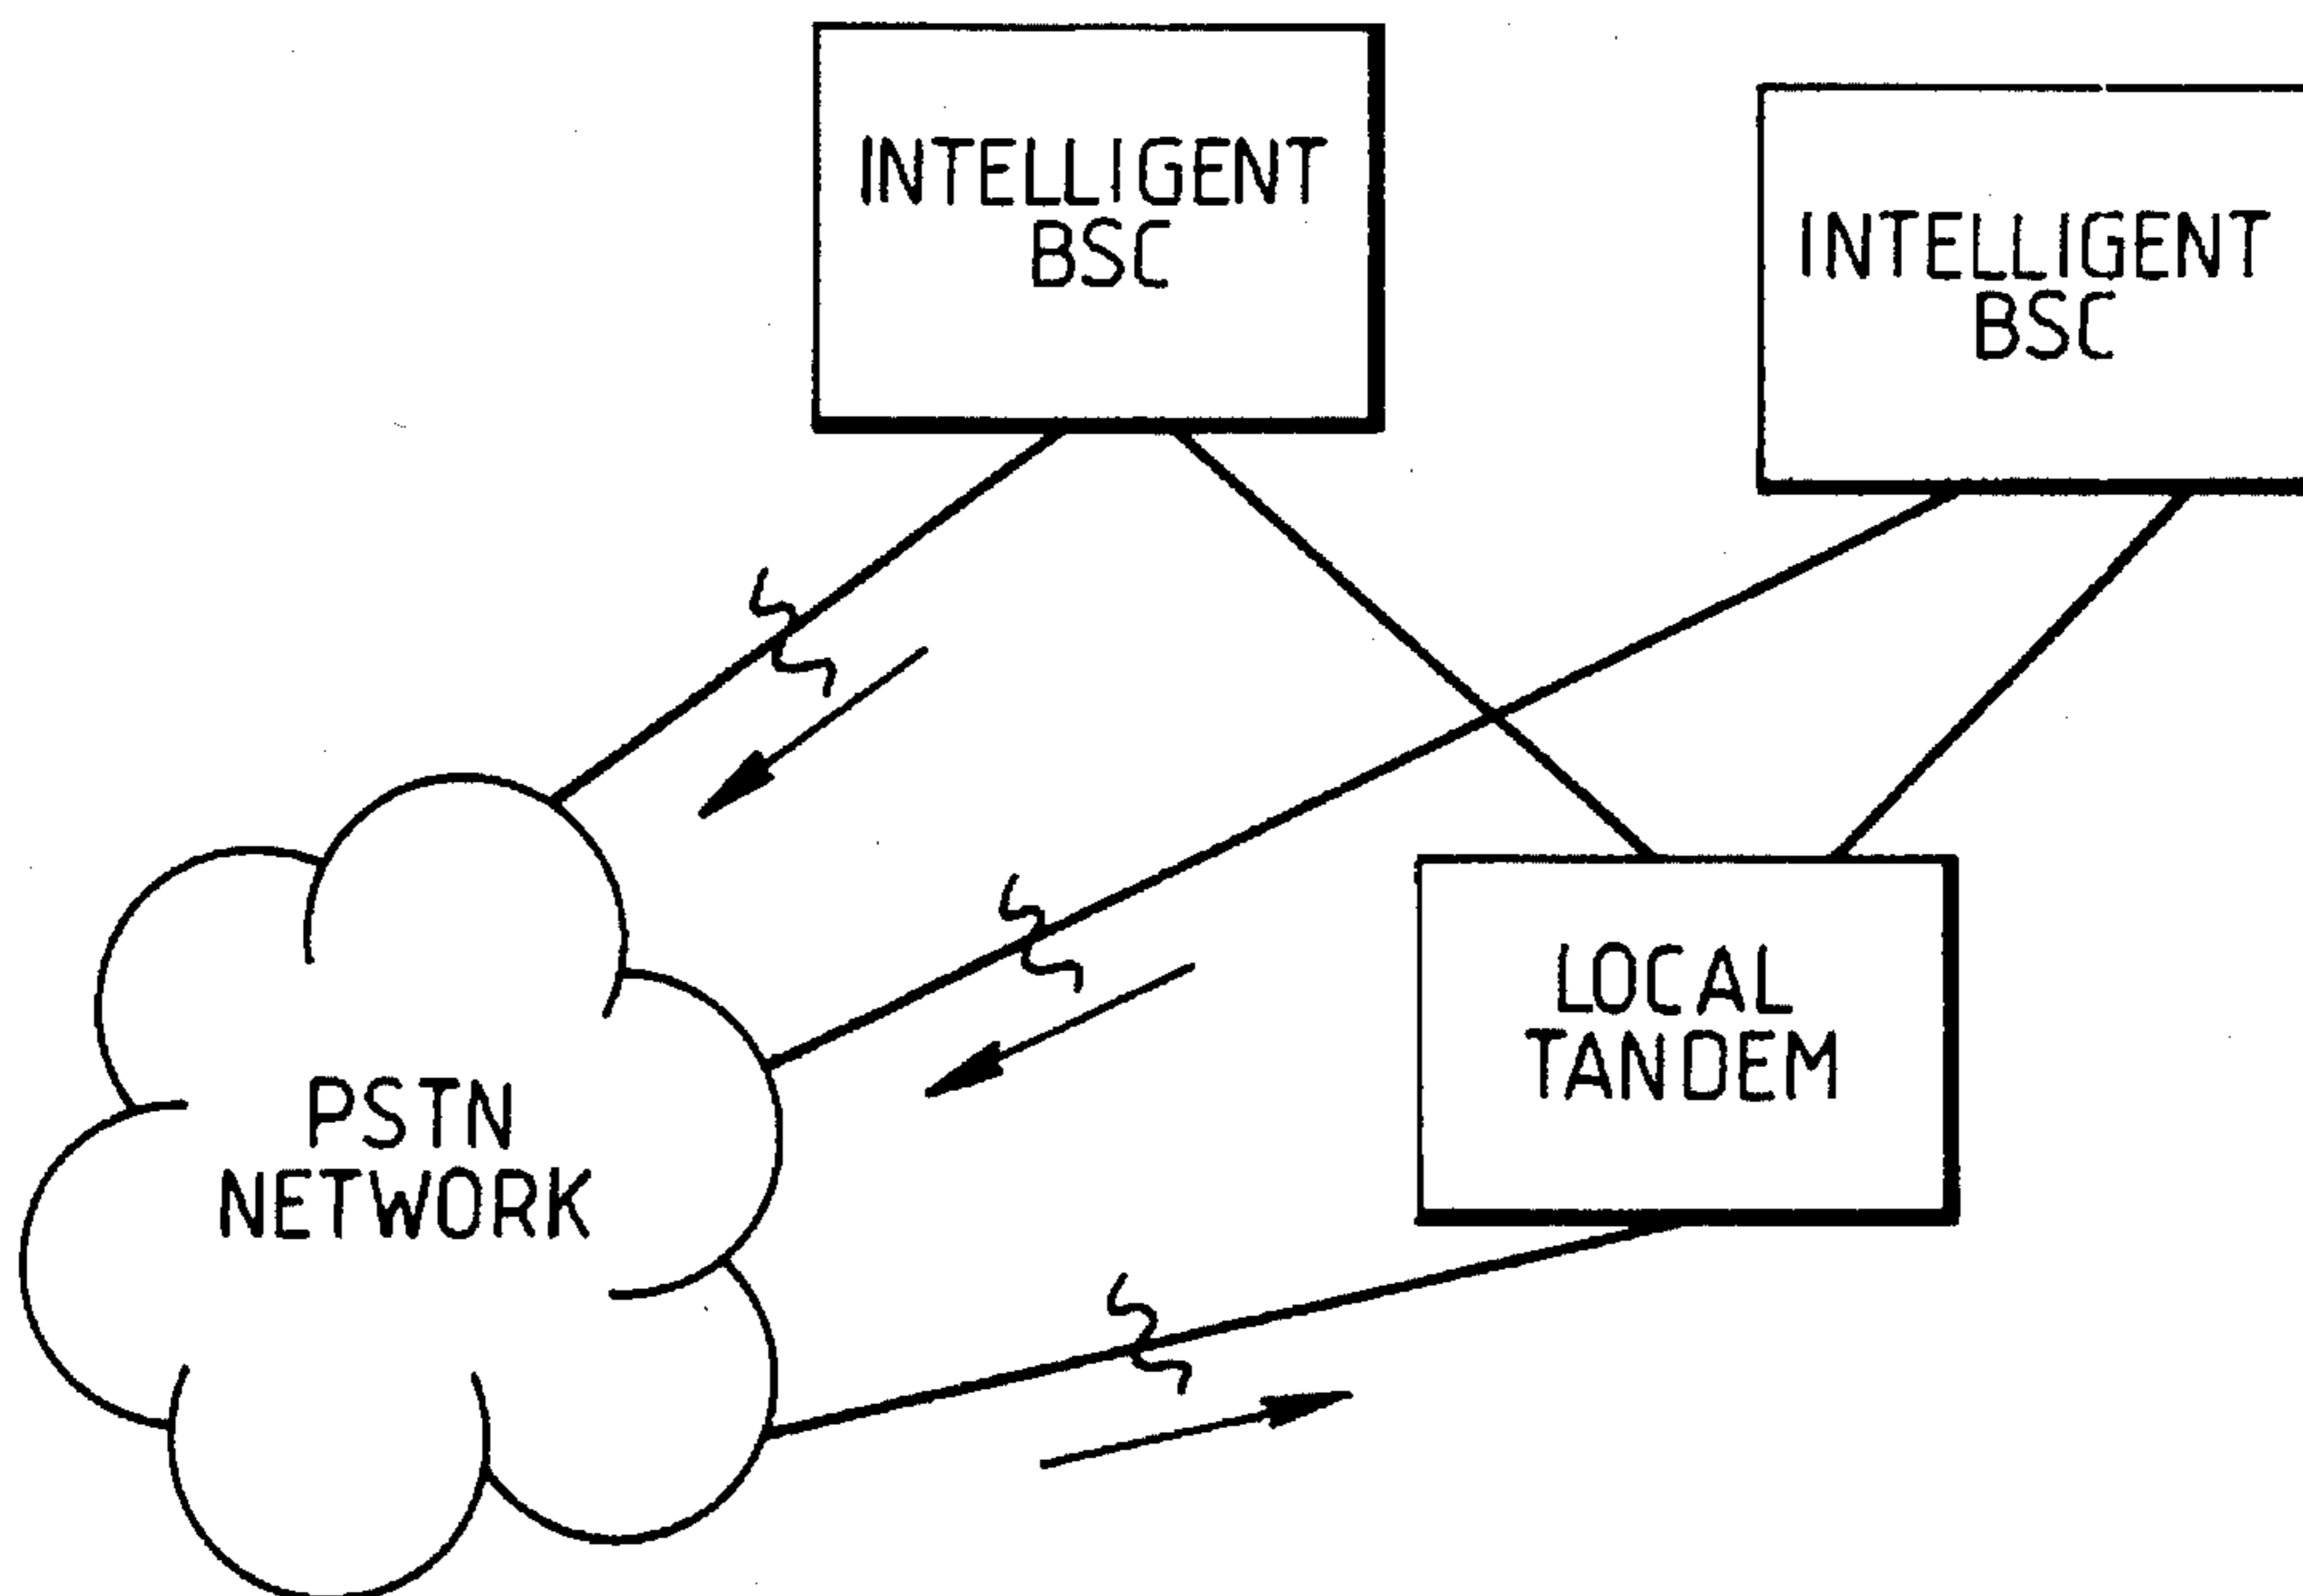 INTELLIGENT
BSC
INTELLIGENT
BSC
LOCAL
TANDEM
PSTN
NETWORK